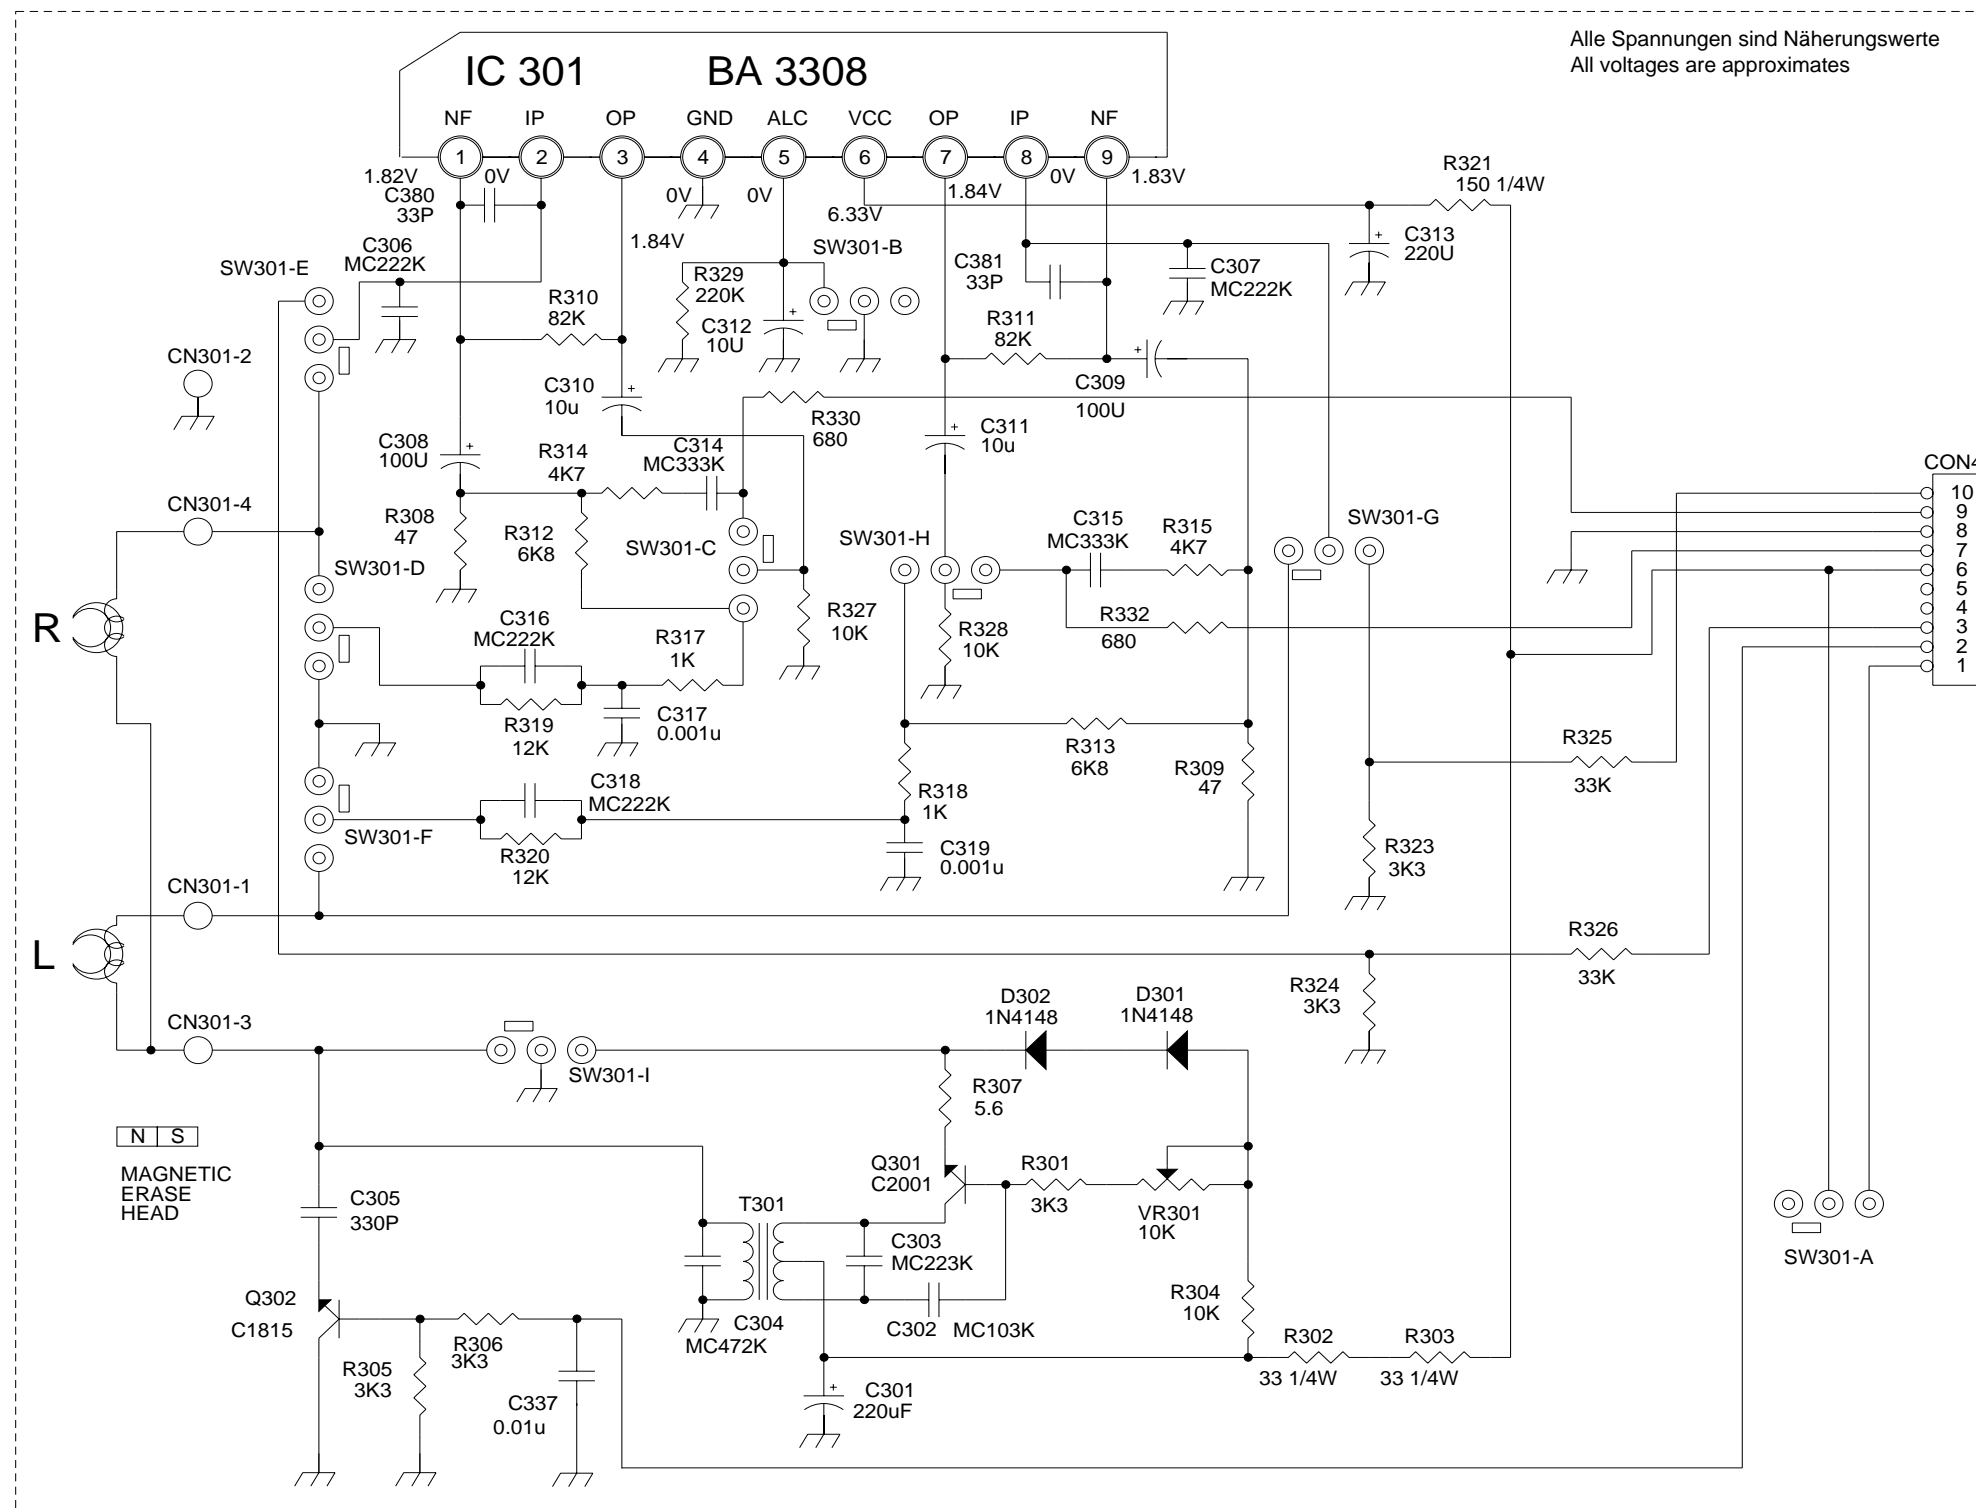 Alle Spannungen sind Näherungswerte
All voltages are approximates
IC 301 BA 3308
NF IP OP GND ALC VCC OP IP NF
1 2 3 4 5 6 7 8 9
1.82V 0V 0V 0V 1.84V 0V 1.83V
R321
150 1/4W
C380
33P
6.33V
1.84V
SW301-B
C313
220U
C306
MC222K
SW301-E
R329
220K
C381
33P
C307
MC222K
R310
82K
C312
10U
R311
82K
CN301-2
C310
10u
C309
100U
R330
680
C311
10u
C308
100U
R314
4K7
C314
MC333K
CON4
CN301-4
R308
47
R312
6K8
SW301-C
SW301-H
C315
MC333K
R315
4K7
SW301-G
10
9
8
7
6
5
4
3
2
1
SW301-D
R
C316
MC222K
R317
1K
R327
10K
R328
10K
R332
680
R319
12K
C317
0.001u
R313
6K8
R309
47
R325
33K
C318
MC222K
R318
1K
SW301-F
R320
12K
C319
0.001u
R323
3K3
CN301-1
L
R326
33K
R324
3K3
D302
1N4148
D301
1N4148
CN301-3
SW301-I
R307
5.6
N S
MAGNETIC
ERASE
HEAD
Q301
C2001
R301
3K3
VR301
10K
C305
330P
T301
C303
MC223K
SW301-A
Q302
C1815
R304
10K
C304
MC472K
C302 MC103K
R306
3K3
R305
3K3
R302
33 1/4W
R303
33 1/4W
C337
0.01u
C301
220uF